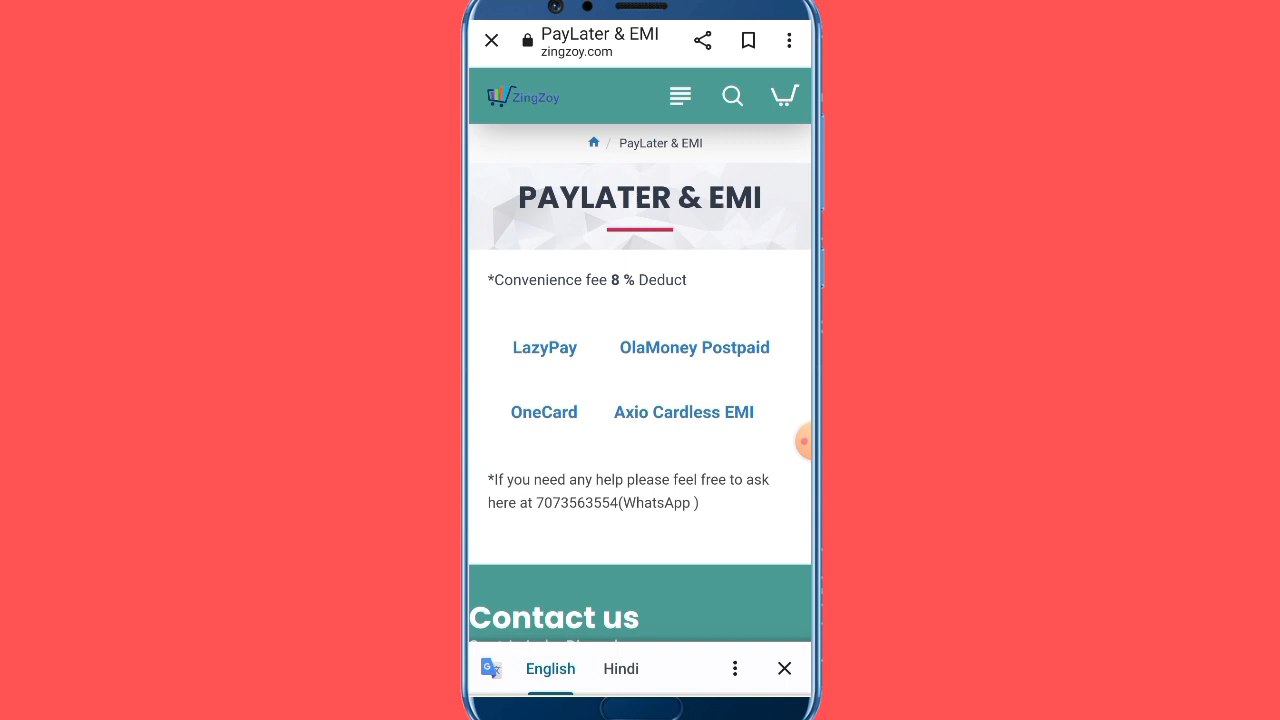 PayLater & EMI
zingzoy.com
ZingZoy
/ PayLater & EMI
PAYLATER & EMI
*Convenience fee 8 % Deduct
LazyPay OlaMoney Postpaid
OneCard Axio Cardless EMI
*If you need any help please feel free to ask
here at 7073563554(WhatsApp )
Contact us
English Hindi